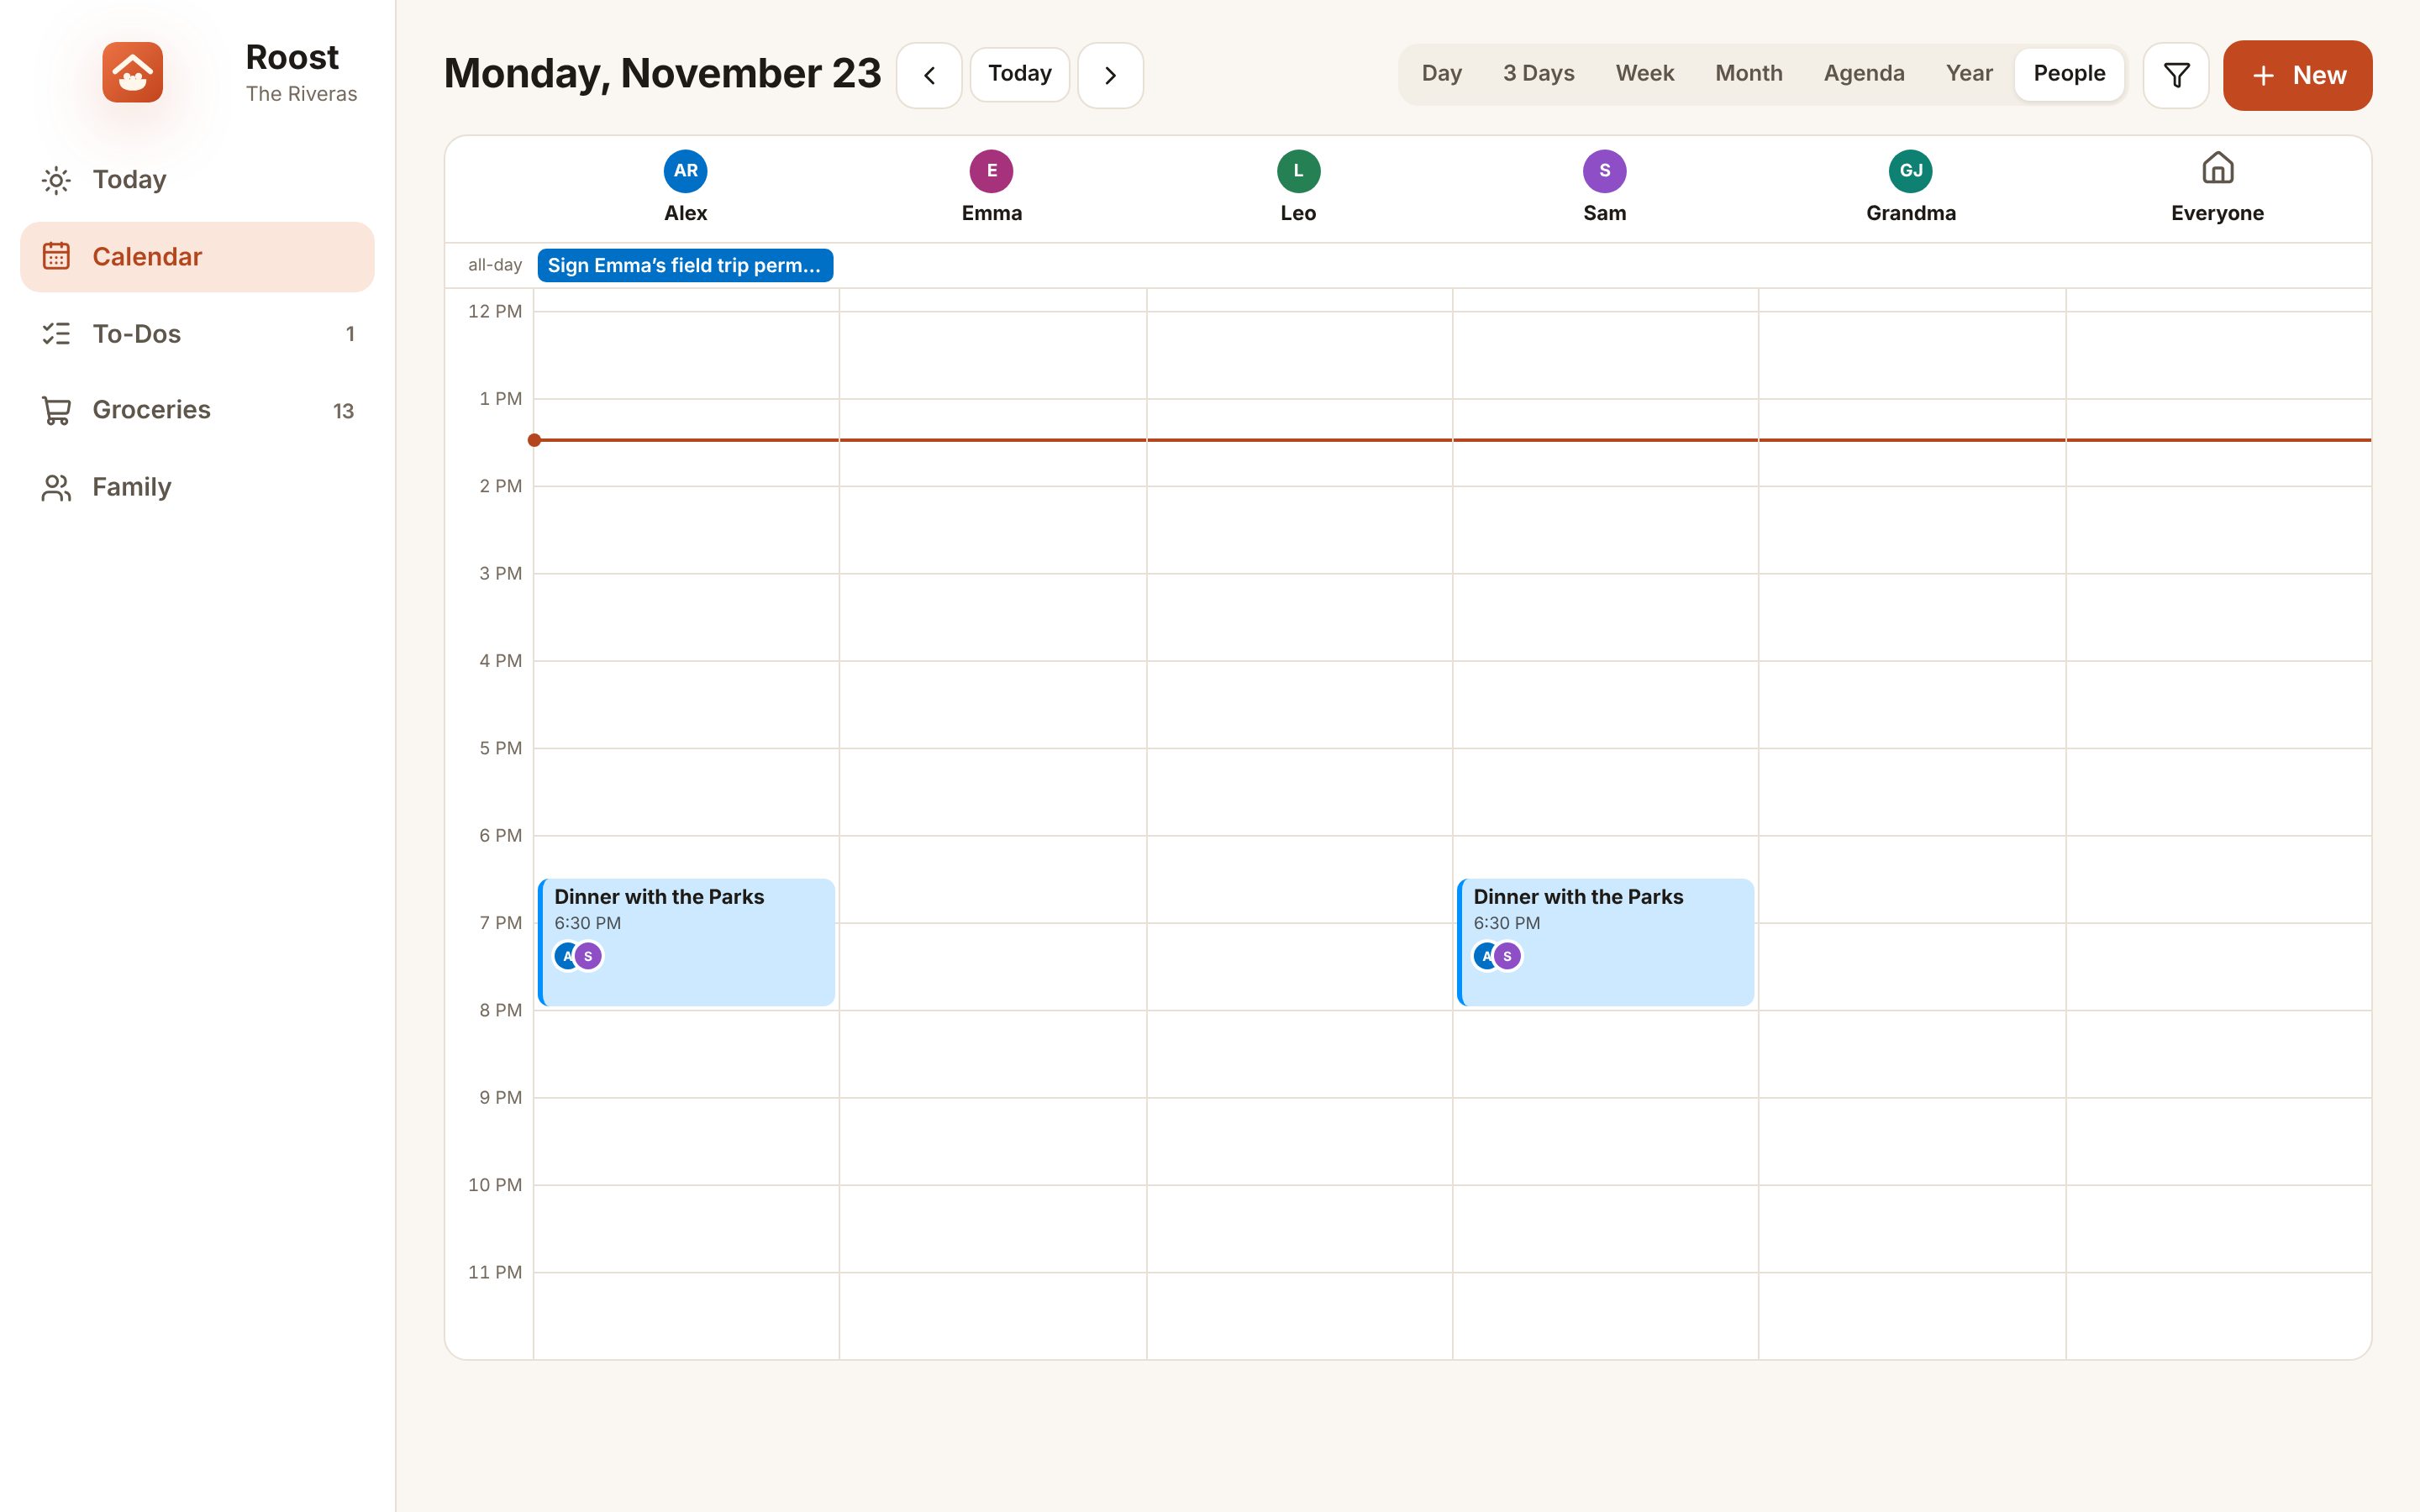 Roost
The Riveras
Today
Calendar
To-Dos 1
Groceries 13
Family
Monday, November 23
Today
Day 3 Days Week Month Agenda Year People
New
AR E L S GJ
Alex Emma Leo Sam Grandma Everyone
all-day Sign Emma’s field trip perm…
12 PM
1 PM
2 PM
3 PM
4 PM
5 PM
6 PM
Dinner with the Parks Dinner with the Parks
7 PM 6:30 PM 6:30 PM
A S A S
8 PM
9 PM
10 PM
11 PM